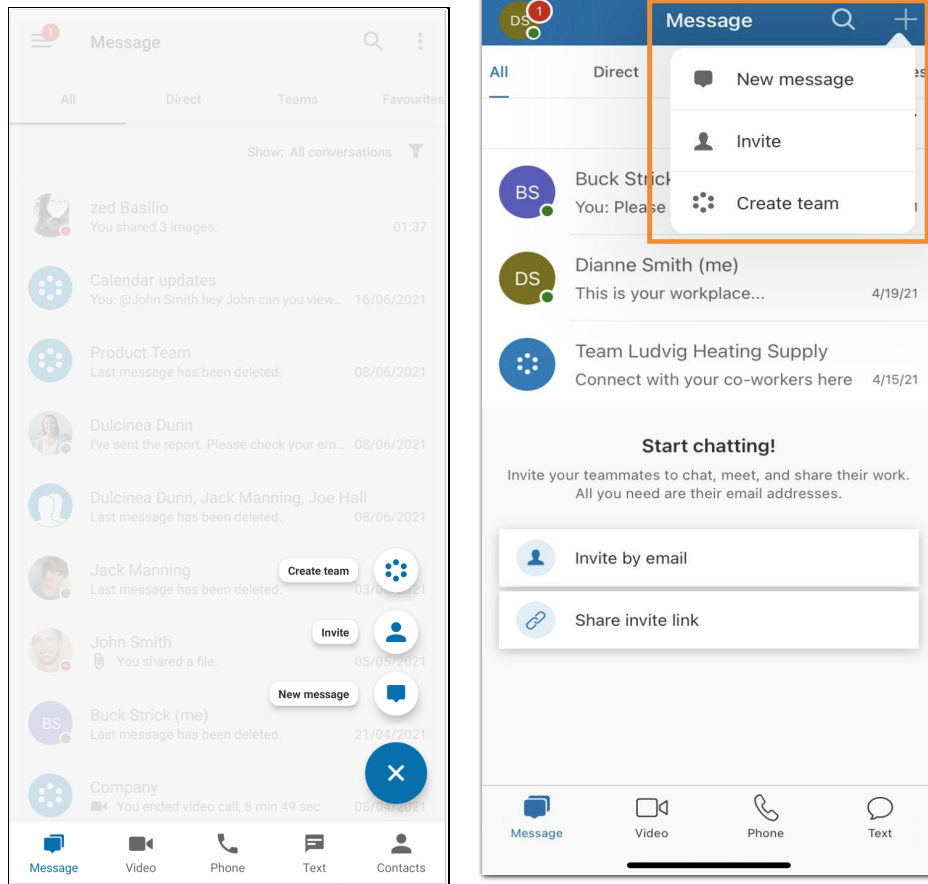 1
Message
All Direct Teams Favourites
Show: All conversations
zed Basilio
You shared 3 images. 01:37
Calendar updates
You: @John Smith hey John can you view... 16/06/2021
Product Team
Last message has been deleted. 08/06/2021
Dulcinea Dunn
I've sent the report. Please check your em... 08/06/2021
Dulcinea Dunn, Jack Manning, Joe Hall
Last message has been deleted. 08/06/2021
Create team
Jack Manning
Last message has been deleted.
Invite
John Smith
You shared a file. 05/05/2021
New message
BS
Buck Strick (me)
Last message has been deleted. 21/04/2021
Company
You ended video call, 8 min 49 sec 08/04/2021
Message Video Phone Text Contacts
DS 1
Message
All Direct
New message
Invite
Create team
BS
Buck Strick
You: Please
DS
Dianne Smith (me)
This is your workplace... 4/19/21
Team Ludvig Heating Supply
Connect with your co-workers here 4/15/21
Start chatting!
Invite your teammates to chat, meet, and share their work.
All you need are their email addresses.
Invite by email
Share invite link
Message Video Phone Text